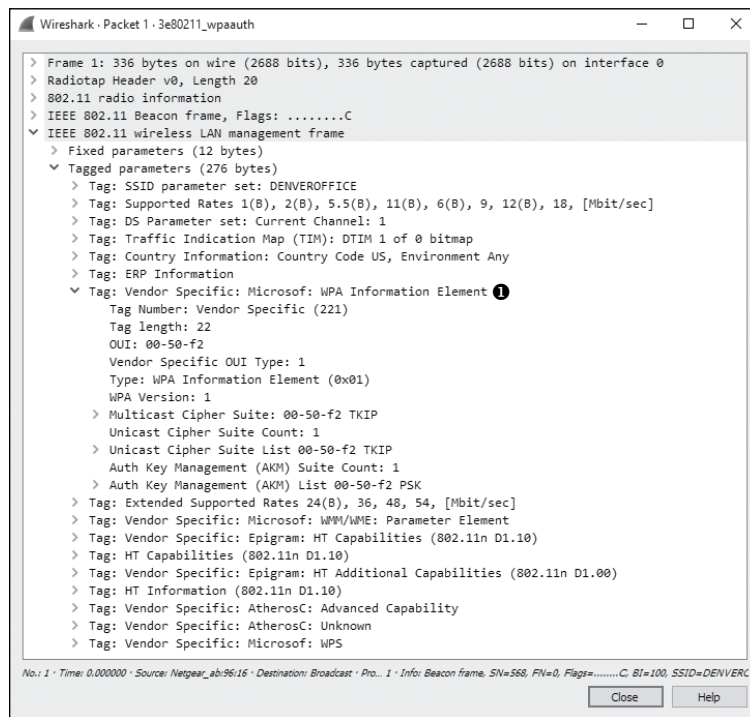 Wireshark · Packet 1 · 3e80211_wpaauth
Frame 1: 336 bytes on wire (2688 bits), 336 bytes captured (2688 bits) on interface 0
Radiotap Header v0, Length 20
802.11 radio information
IEEE 802.11 Beacon frame, Flags: ........C
IEEE 802.11 wireless LAN management frame
Fixed parameters (12 bytes)
Tagged parameters (276 bytes)
Tag: SSID parameter set: DENVEROFFICE
Tag: Supported Rates 1(B), 2(B), 5.5(B), 11(B), 6(B), 9, 12(B), 18, [Mbit/sec]
Tag: DS Parameter set: Current Channel: 1
Tag: Traffic Indication Map (TIM): DTIM 1 of 0 bitmap
Tag: Country Information: Country Code US, Environment Any
Tag: ERP Information
Tag: Vendor Specific: Microsoft: WPA Information Element ❶
Tag Number: Vendor Specific (221)
Tag length: 22
OUI: 00-50-f2
Vendor Specific OUI Type: 1
Type: WPA Information Element (0x01)
WPA Version: 1
Multicast Cipher Suite: 00-50-f2 TKIP
Unicast Cipher Suite Count: 1
Unicast Cipher Suite List 00-50-f2 TKIP
Auth Key Management (AKM) Suite Count: 1
Auth Key Management (AKM) List 00-50-f2 PSK
Tag: Extended Supported Rates 24(B), 36, 48, 54, [Mbit/sec]
Tag: Vendor Specific: Microsoft: WMM/WME: Parameter Element
Tag: Vendor Specific: Epigram: HT Capabilities (802.11n D1.10)
Tag: HT Capabilities (802.11n D1.10)
Tag: Vendor Specific: Epigram: HT Additional Capabilities (802.11n D1.00)
Tag: HT Information (802.11n D1.10)
Tag: Vendor Specific: AtherosC: Advanced Capability
Tag: Vendor Specific: AtherosC: Unknown
Tag: Vendor Specific: Microsoft: WPS
No.: 1 · Time: 0.000000 · Source: Netgear_ab:96:16 · Destination: Broadcast · Pro... 1 · Info: Beacon frame, SN=568, FN=0, Flags=........C, BI=100, SSID=DENVERC
Close Help